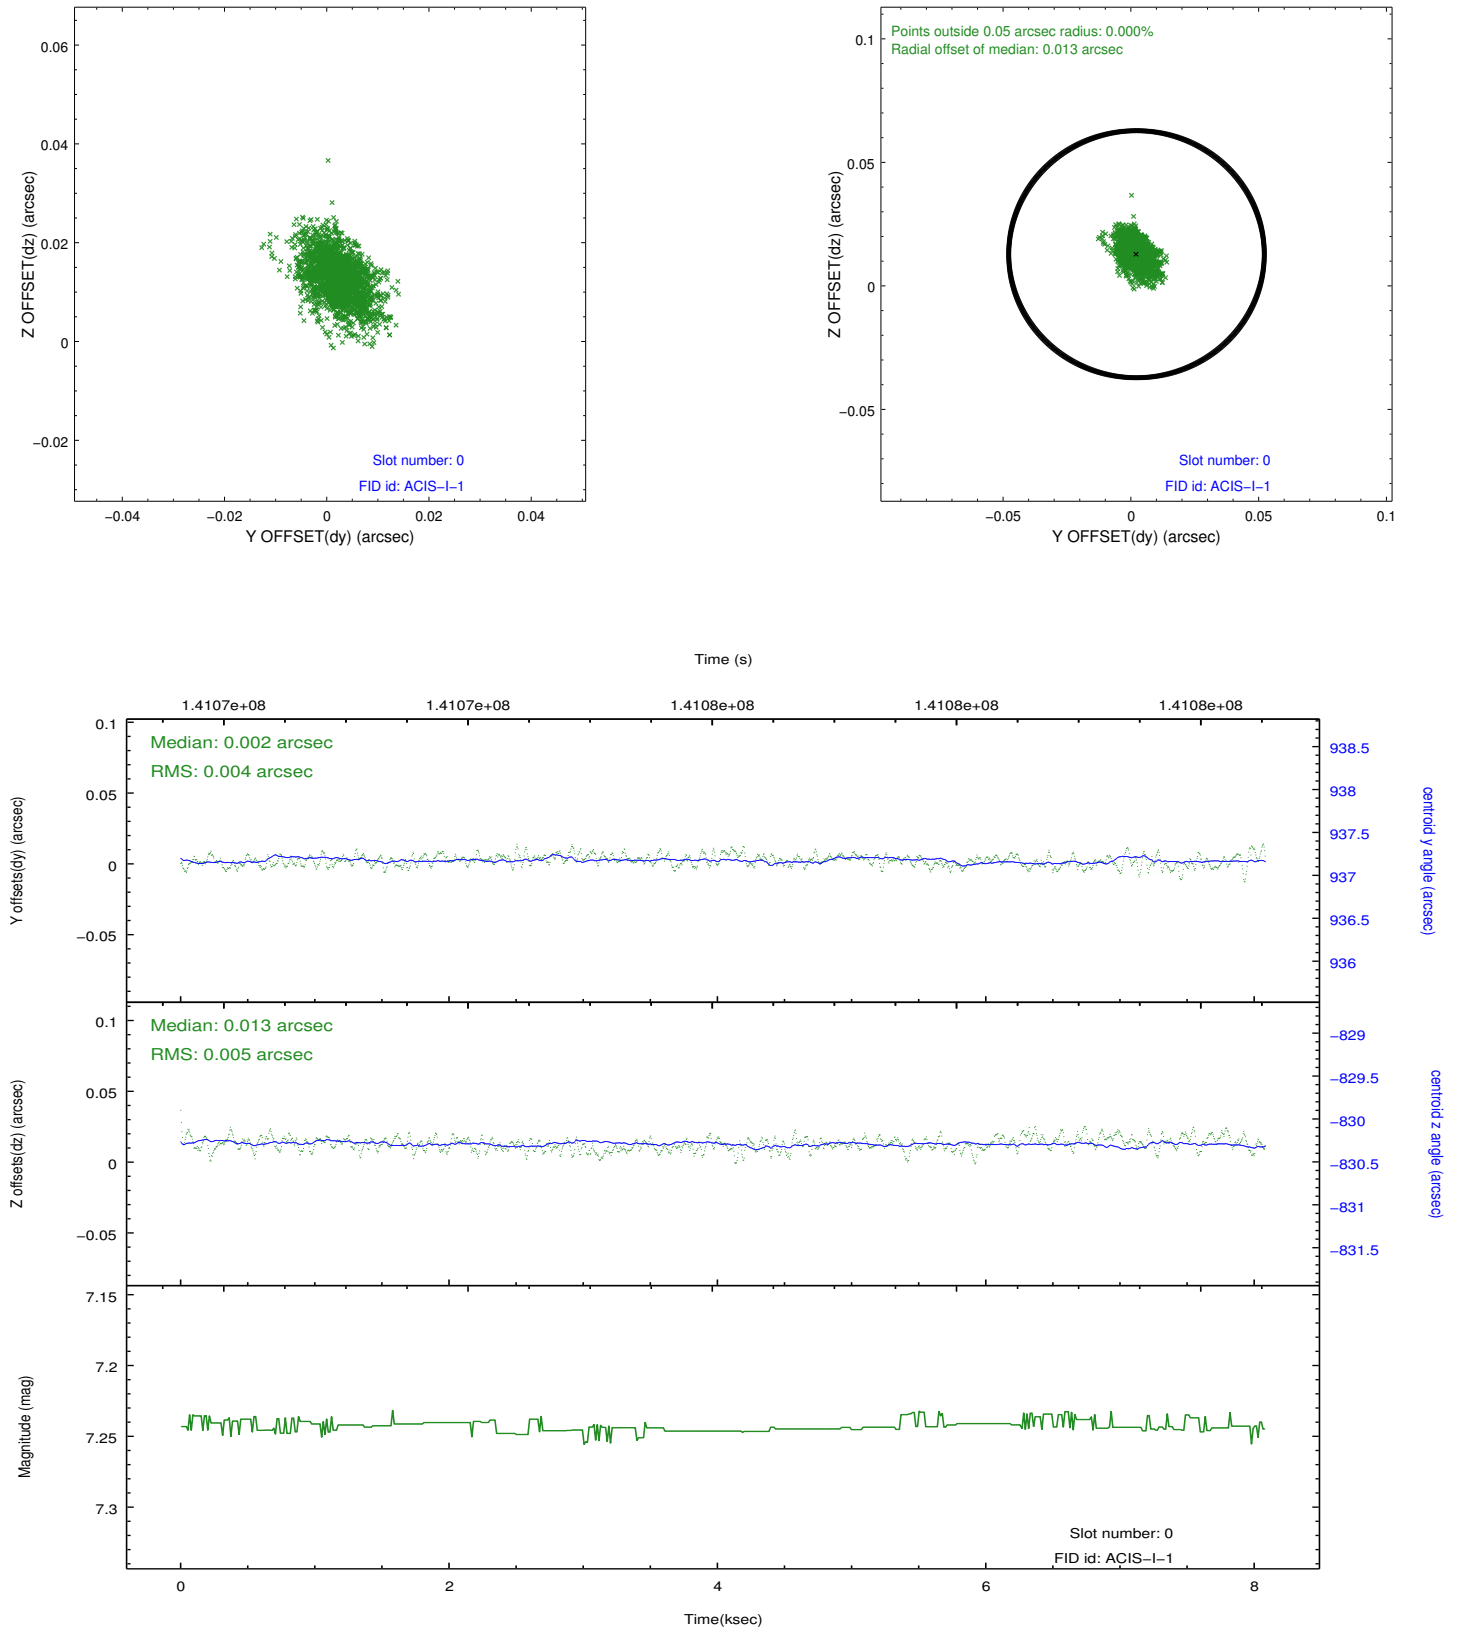 0.06
0.04
0.02
0
−0.02
−0.04
−0.02
0
0.02
0.04
Z OFFSET(dz) (arcsec)
Y OFFSET(dy) (arcsec)
Slot number: 0
FID id: ACIS−I−1
Points outside 0.05 arcsec radius: 0.000%
Radial offset of median: 0.013 arcsec
0.1
0.05
0
−0.05
−0.05
0
0.05
0.1
Z OFFSET(dz) (arcsec)
Y OFFSET(dy) (arcsec)
Slot number: 0
FID id: ACIS−I−1
Time (s)
1.4107e+08 1.4107e+08 1.4108e+08 1.4108e+08 1.4108e+08
Median: 0.002 arcsec
RMS: 0.004 arcsec
0.1
0.05
0
−0.05
Y offsets(dy) (arcsec)
938.5
938
937.5
937
936.5
936
centroid y angle (arcsec)
Median: 0.013 arcsec
RMS: 0.005 arcsec
0.1
0.05
0
−0.05
Z offsets(dz) (arcsec)
−829
−829.5
−830
−830.5
−831
−831.5
centroid z angle (arcsec)
7.15
7.2
7.25
7.3
Magnitude (mag)
Slot number: 0
FID id: ACIS−I−1
0 2 4 6 8
Time(ksec)